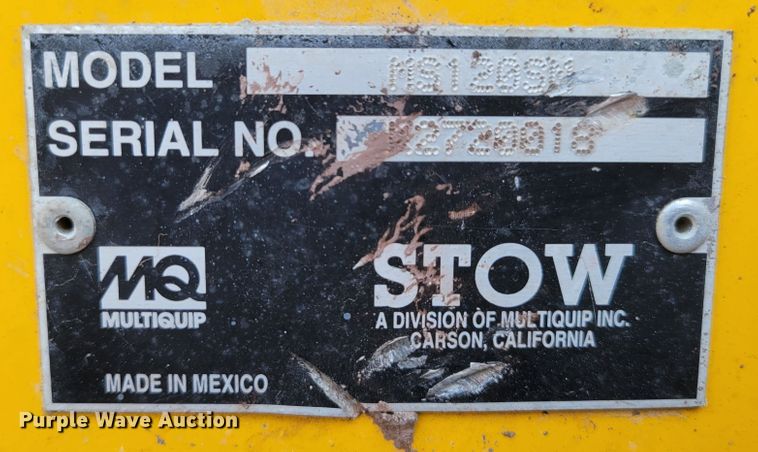 MODEL
SERIAL NO.
MQ
MULTIQUIP
STOW
A DIVISION OF MULTIQUIP INC.
CARSON, CALIFORNIA
MADE IN MEXICO
Purple Wave Auction